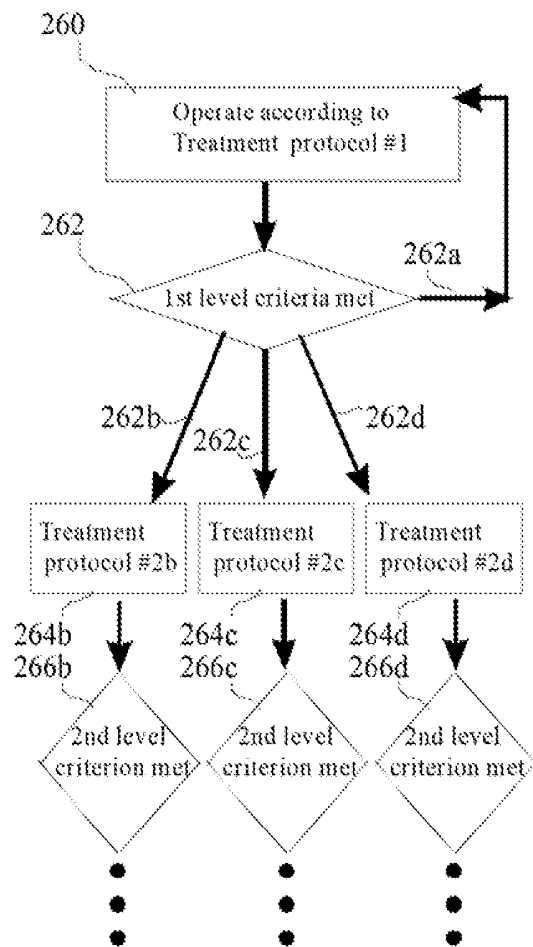 260
Operate according to
Treatment protocol #1
262
262a
1st level criteria met
262b
262c
262d
Treatment
protocol #2b
Treatment
protocol #2c
Treatment
protocol #2d
264b
264c
264d
266b
266c
266d
2nd level
criterion met
2nd level
criterion met
2nd level
criterion met